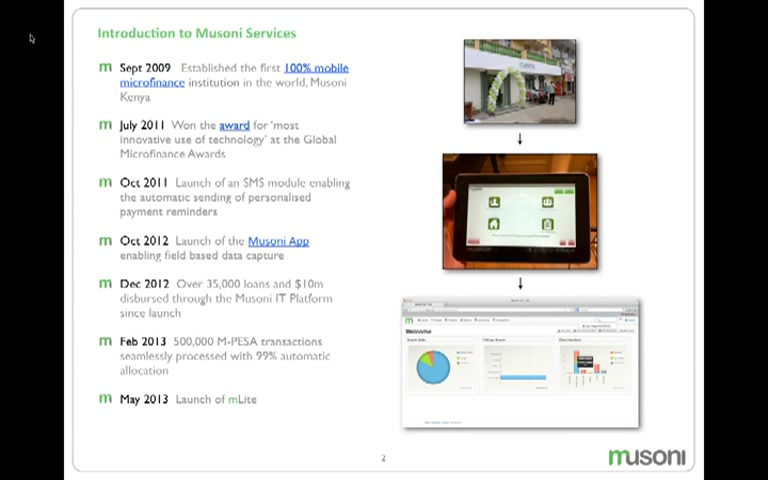 Introduction to Musoni Services
m Sept 2009 Established the first 100% mobile
microfinance institution in the world, Musoni
Kenya
m July 2011 Won the award for 'most
innovative use of technology' at the Global
Microfinance Awards
m Oct 2011 Launch of an SMS module enabling
the automatic sending of personalised
payment reminders
m Oct 2012 Launch of the Musoni App
enabling field based data capture
m Dec 2012 Over 35,000 loans and $10m
disbursed through the Musoni IT Platform
since launch
m Feb 2013 500,000 M-PESA transactions
seamlessly processed with 99% automatic
allocation
m May 2013 Launch of mLite
Welcome
2
musoni